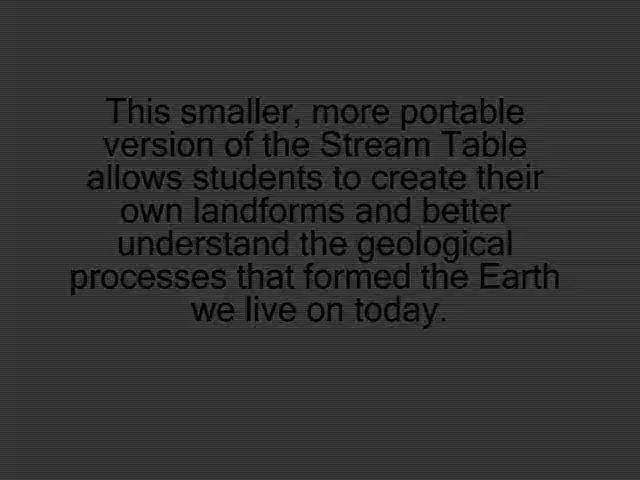 This smaller, more portable
version of the Stream Table
allows students to create their
own landforms and better
understand the geological
processes that formed the Earth
we live on today.